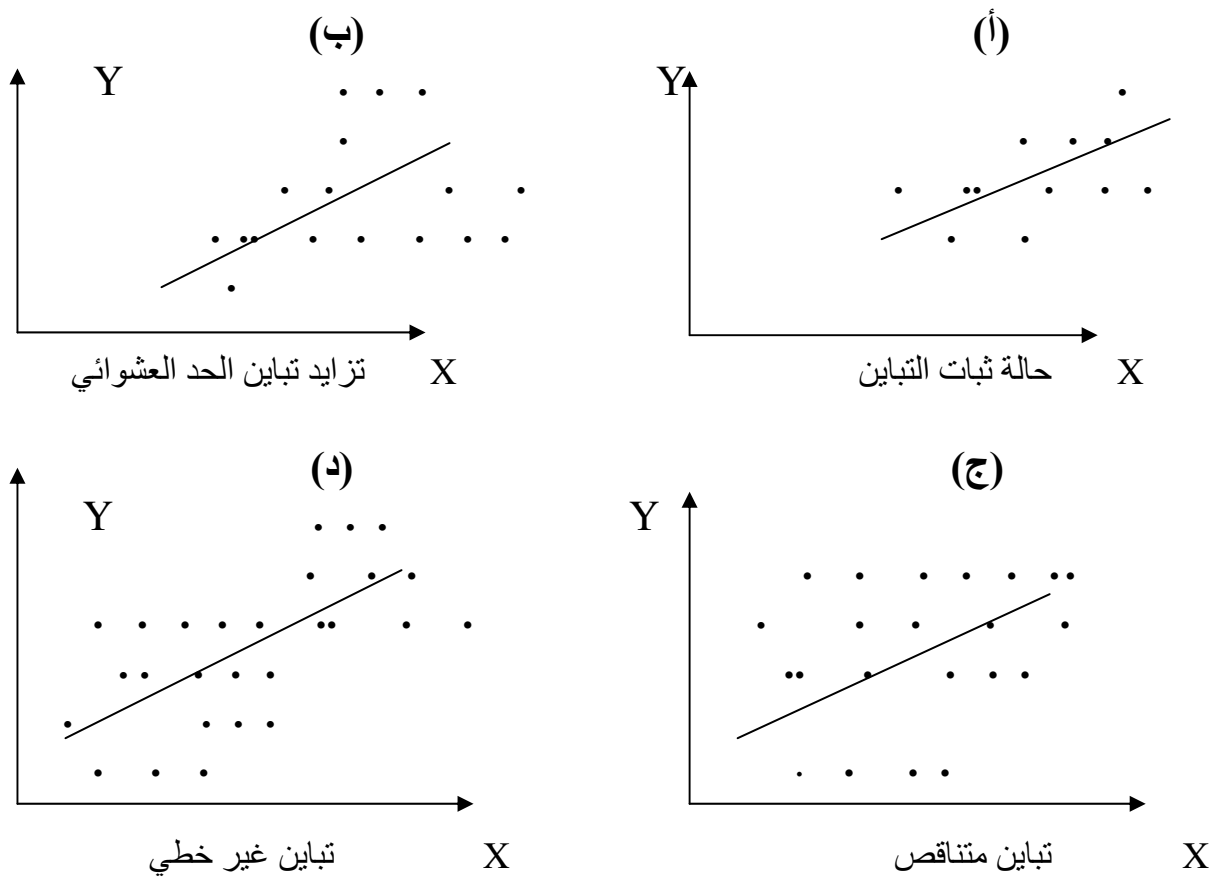 (أ)
Y
X
حالة ثبات التباين
(ب)
Y
X
تزايد تباين الحد العشوائي
(ج)
Y
X
تباين متناقص
(د)
Y
X
تباين غير خطي